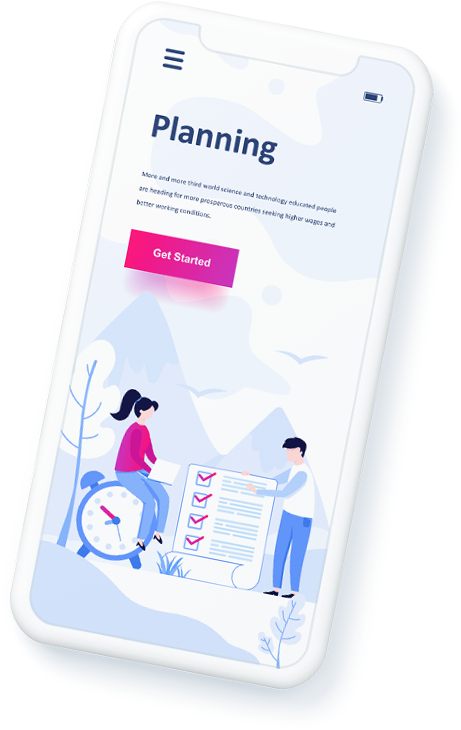 Planning
More and more third world science and technology educated people
are heading for more prosperous countries seeking higher wages and
better working conditions.
Get Started